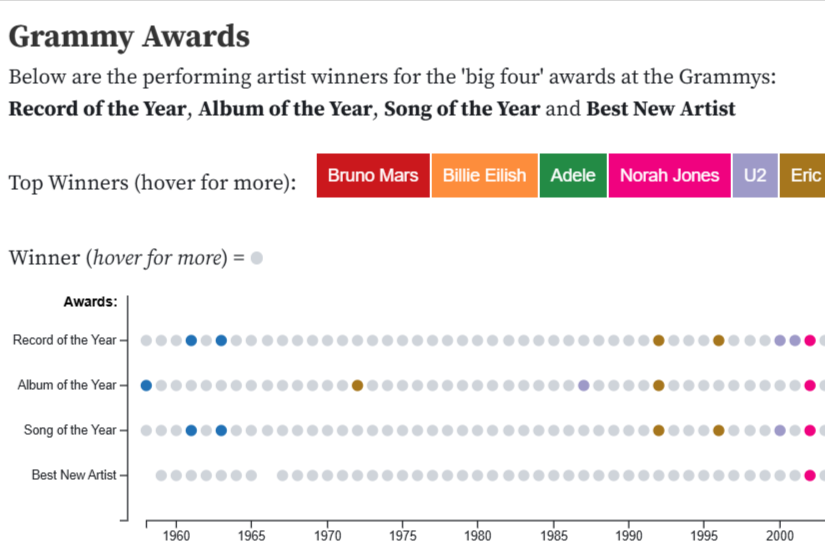 Grammy Awards
Below are the performing artist winners for the 'big four' awards at the Grammys:
Record of the Year, Album of the Year, Song of the Year and Best New Artist
Top Winners (hover for more): Bruno Mars Billie Eilish Adele Norah Jones U2 Eric
Winner (hover for more) =
Awards:
Record of the Year
Album of the Year
Song of the Year
Best New Artist
1960 1965 1970 1975 1980 1985 1990 1995 2000